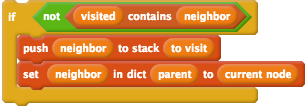 if not visited contains neighbor
push neighbor to stack to visit
set neighbor in dict parent to current node